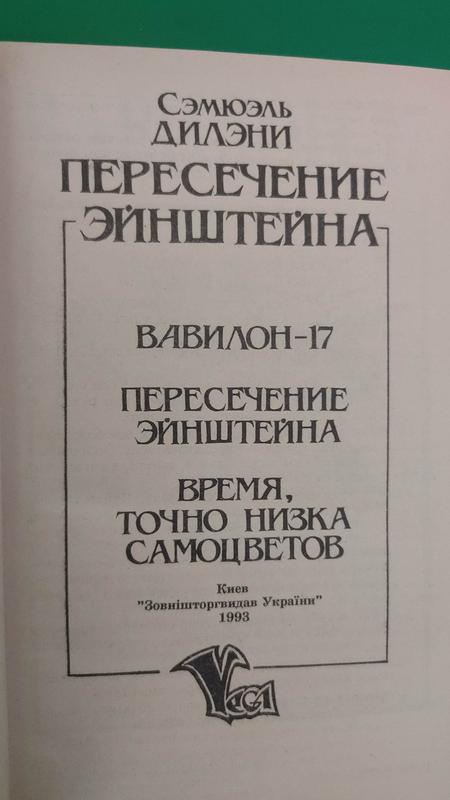 Сэмюэль
ДИЛЭНИ
ПЕРЕСЕЧЕНИЕ
ЭЙНШТЕЙНА
ВАВИЛОН-17
ПЕРЕСЕЧЕНИЕ
ЭЙНШТЕЙНА
ВРЕМЯ,
ТОЧНО НИЗКА
САМОЦВЕТОВ
Киев
"Зовнішторгвидав України"
1993